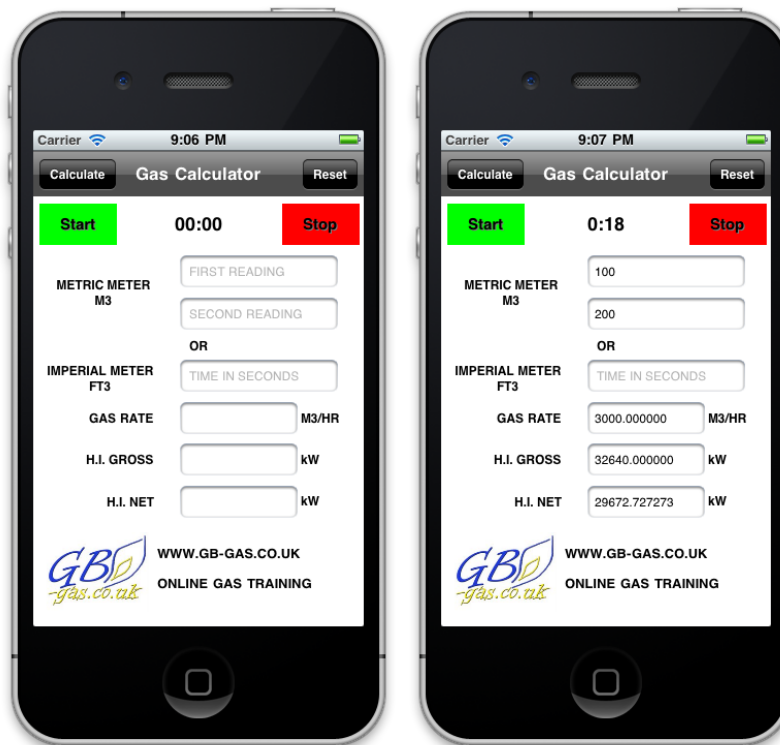 Carrier 9:06 PM
Calculate Gas Calculator Reset
Start 00:00 Stop
METRIC METER
M3
FIRST READING
SECOND READING
OR
IMPERIAL METER
FT3
TIME IN SECONDS
GAS RATE M3/HR
H.I. GROSS kW
H.I. NET kW
GB
-gas.co.uk
WWW.GB-GAS.CO.UK
ONLINE GAS TRAINING
Carrier 9:07 PM
Calculate Gas Calculator Reset
Start 0:18 Stop
METRIC METER
M3
100
200
OR
IMPERIAL METER
FT3
TIME IN SECONDS
GAS RATE 3000.000000 M3/HR
H.I. GROSS 32640.000000 kW
H.I. NET 29672.727273 kW
GB
-gas.co.uk
WWW.GB-GAS.CO.UK
ONLINE GAS TRAINING